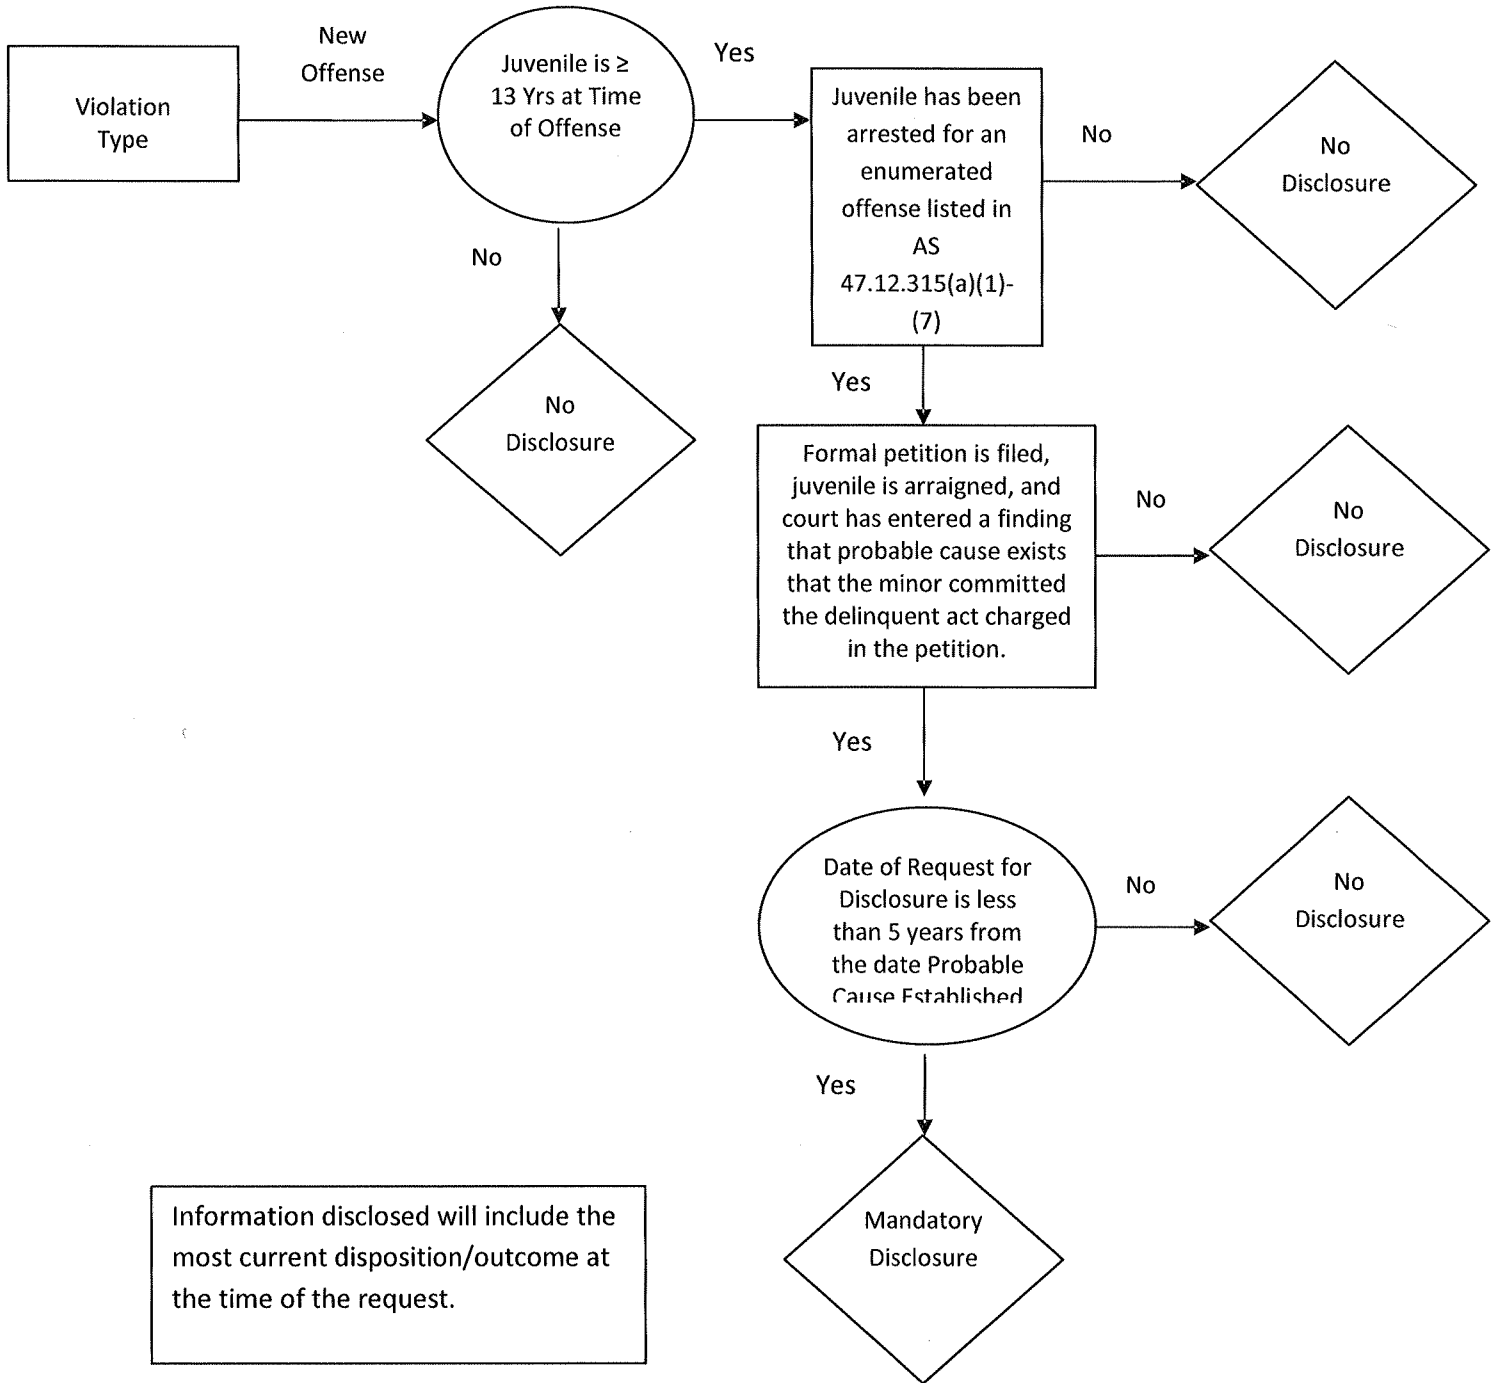 Violation
Type
New
Offense
Juvenile is ≥
13 Yrs at Time
of Offense
Yes
Juvenile has been
arrested for an
enumerated
offense listed in
AS
47.12.315(a)(1)-
(7)
No
No
Disclosure
No
No
Disclosure
Yes
Formal petition is filed,
juvenile is arraigned, and
court has entered a finding
that probable cause exists
that the minor committed
the delinquent act charged
in the petition.
No
No
Disclosure
Yes
Date of Request for
Disclosure is less
than 5 years from
the date Probable
Cause Established
No
No
Disclosure
Yes
Mandatory
Disclosure
Information disclosed will include the
most current disposition/outcome at
the time of the request.